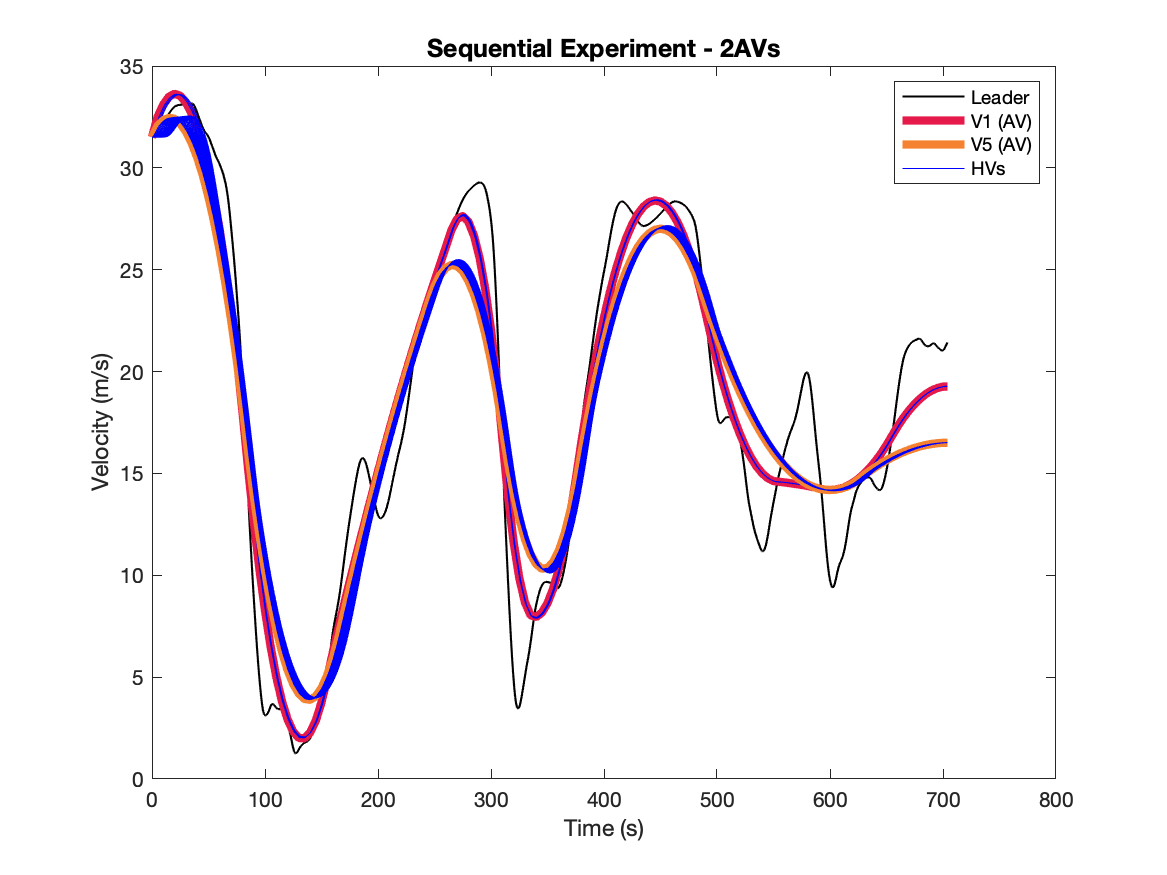 Sequential Experiment - 2AVs
35
30
25
20
15
10
5
0
Velocity (m/s)
Leader
V1 (AV)
V5 (AV)
HVs
0 100 200 300 400 500 600 700 800
Time (s)